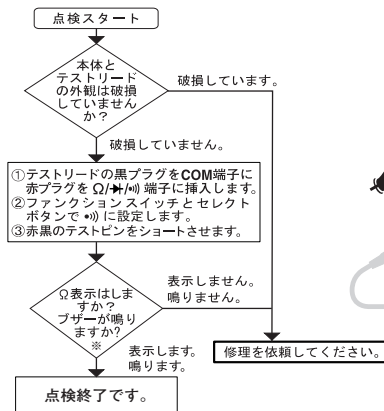 点検スタート
本体と
テストリード
の外観は破損
していません
か？
破損しています。
破損していません。
①テストリードの黒プラグをCOM端子に
赤プラグを Ω/➔+/•))) 端子に挿入します。
②ファンクションスイッチとセレクト
ボタンで •))) に設定します。
③赤黒のテストピンをショートさせます。
Ω表示はしま
すか？
ブザーが鳴り
ますか?
※
表示しません。
鳴りません。
表示します。
鳴ります。
修理を依頼してください。
点検終了です。